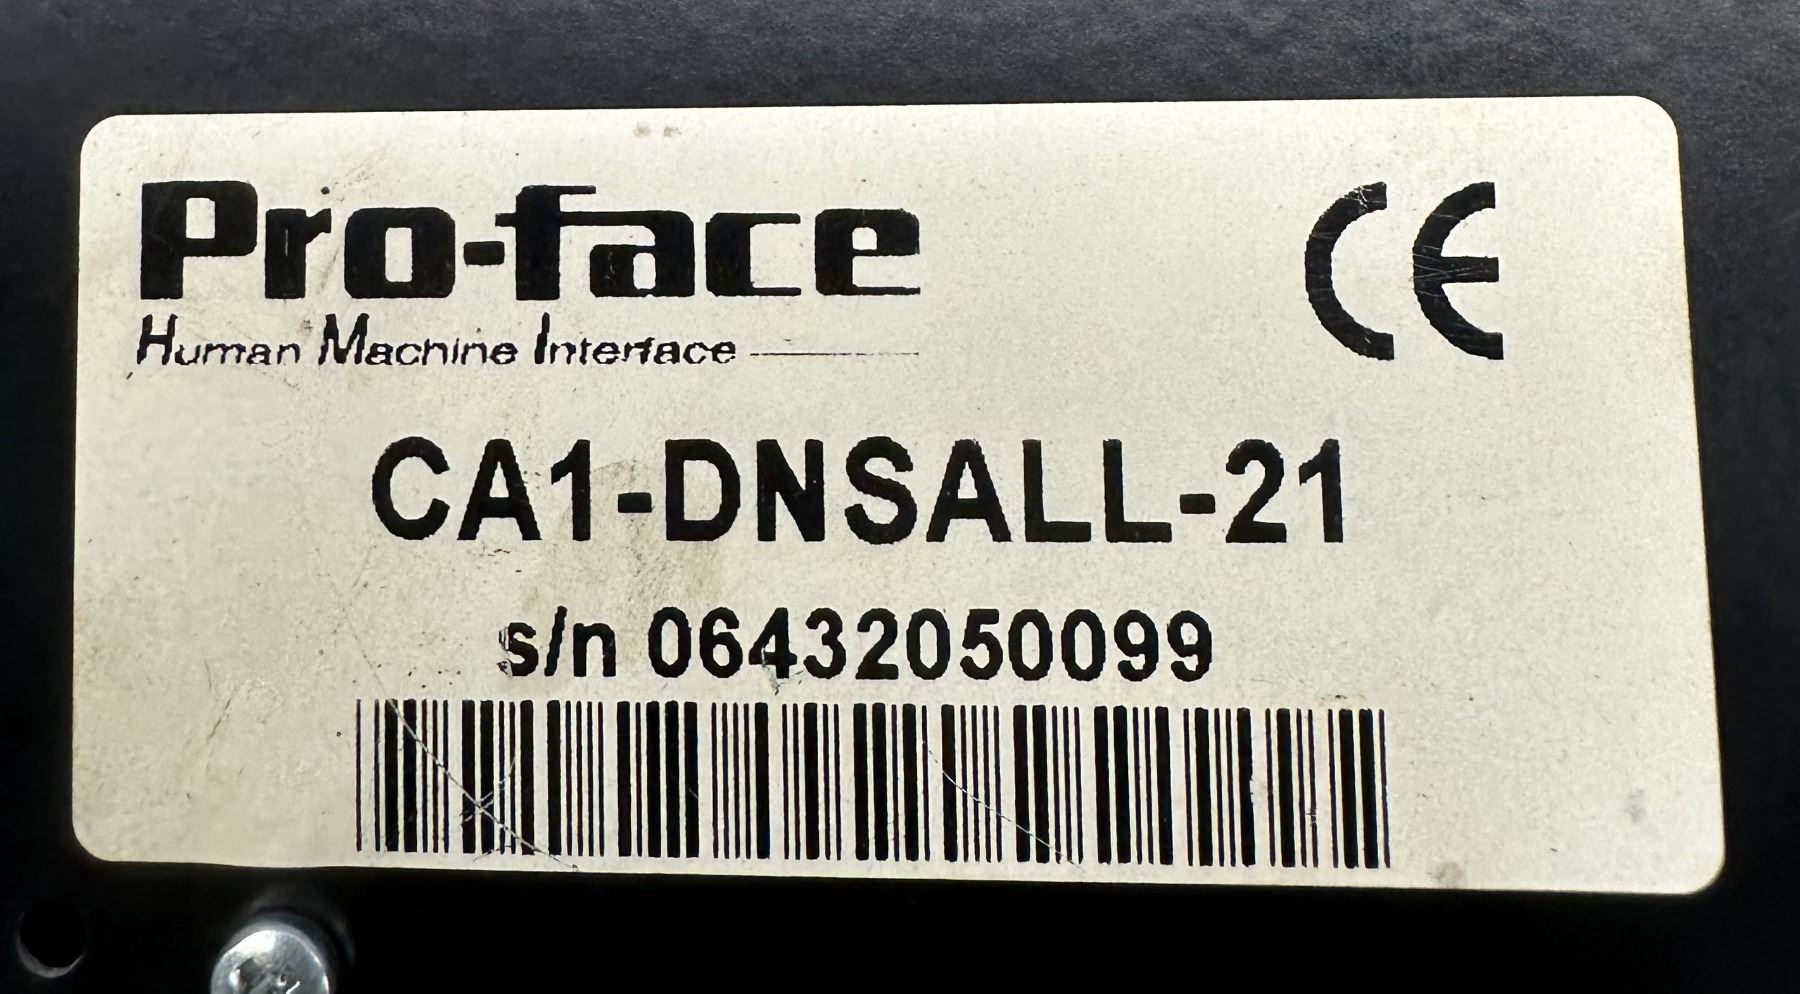 Pro-face
Human Machine Interface
CE
CA1-DNSALL-21
s/n 06432050099